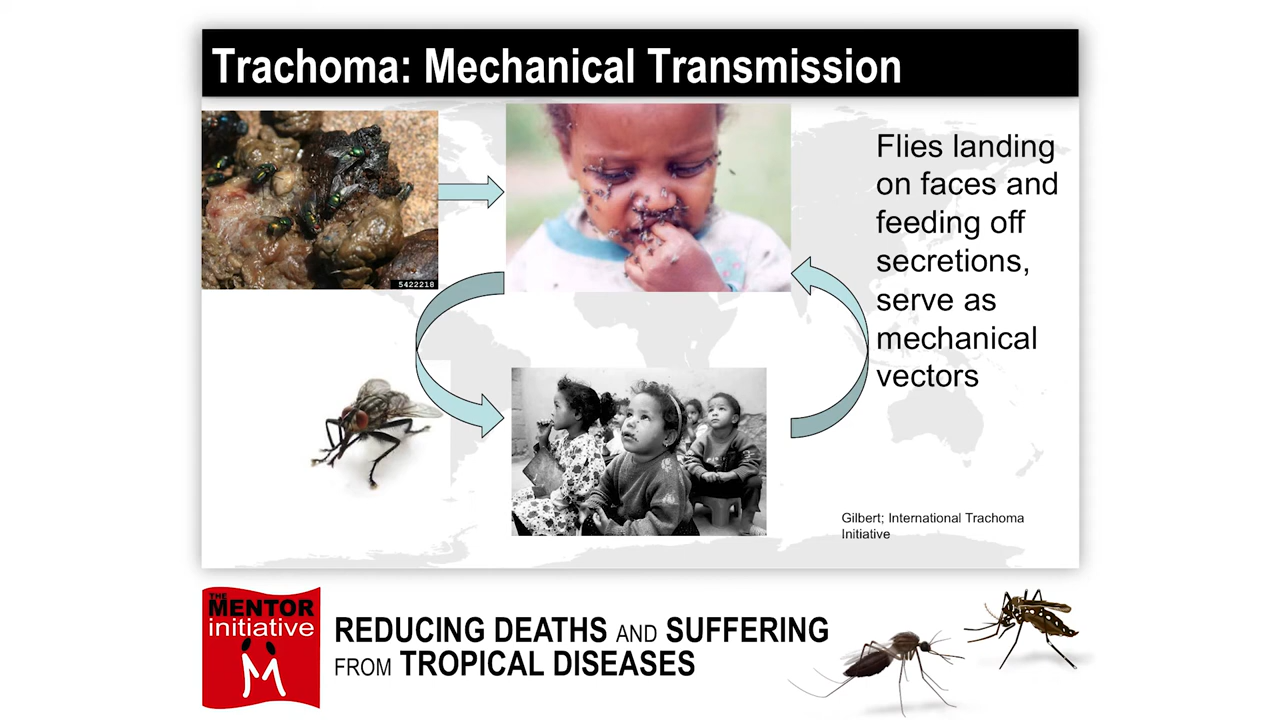 Trachoma: Mechanical Transmission
5422218
Flies landing
on faces and
feeding off
secretions,
serve as
mechanical
vectors
Gilbert; International Trachoma
Initiative
THE
MENTOR
initiative
REDUCING DEATHS AND SUFFERING
FROM TROPICAL DISEASES